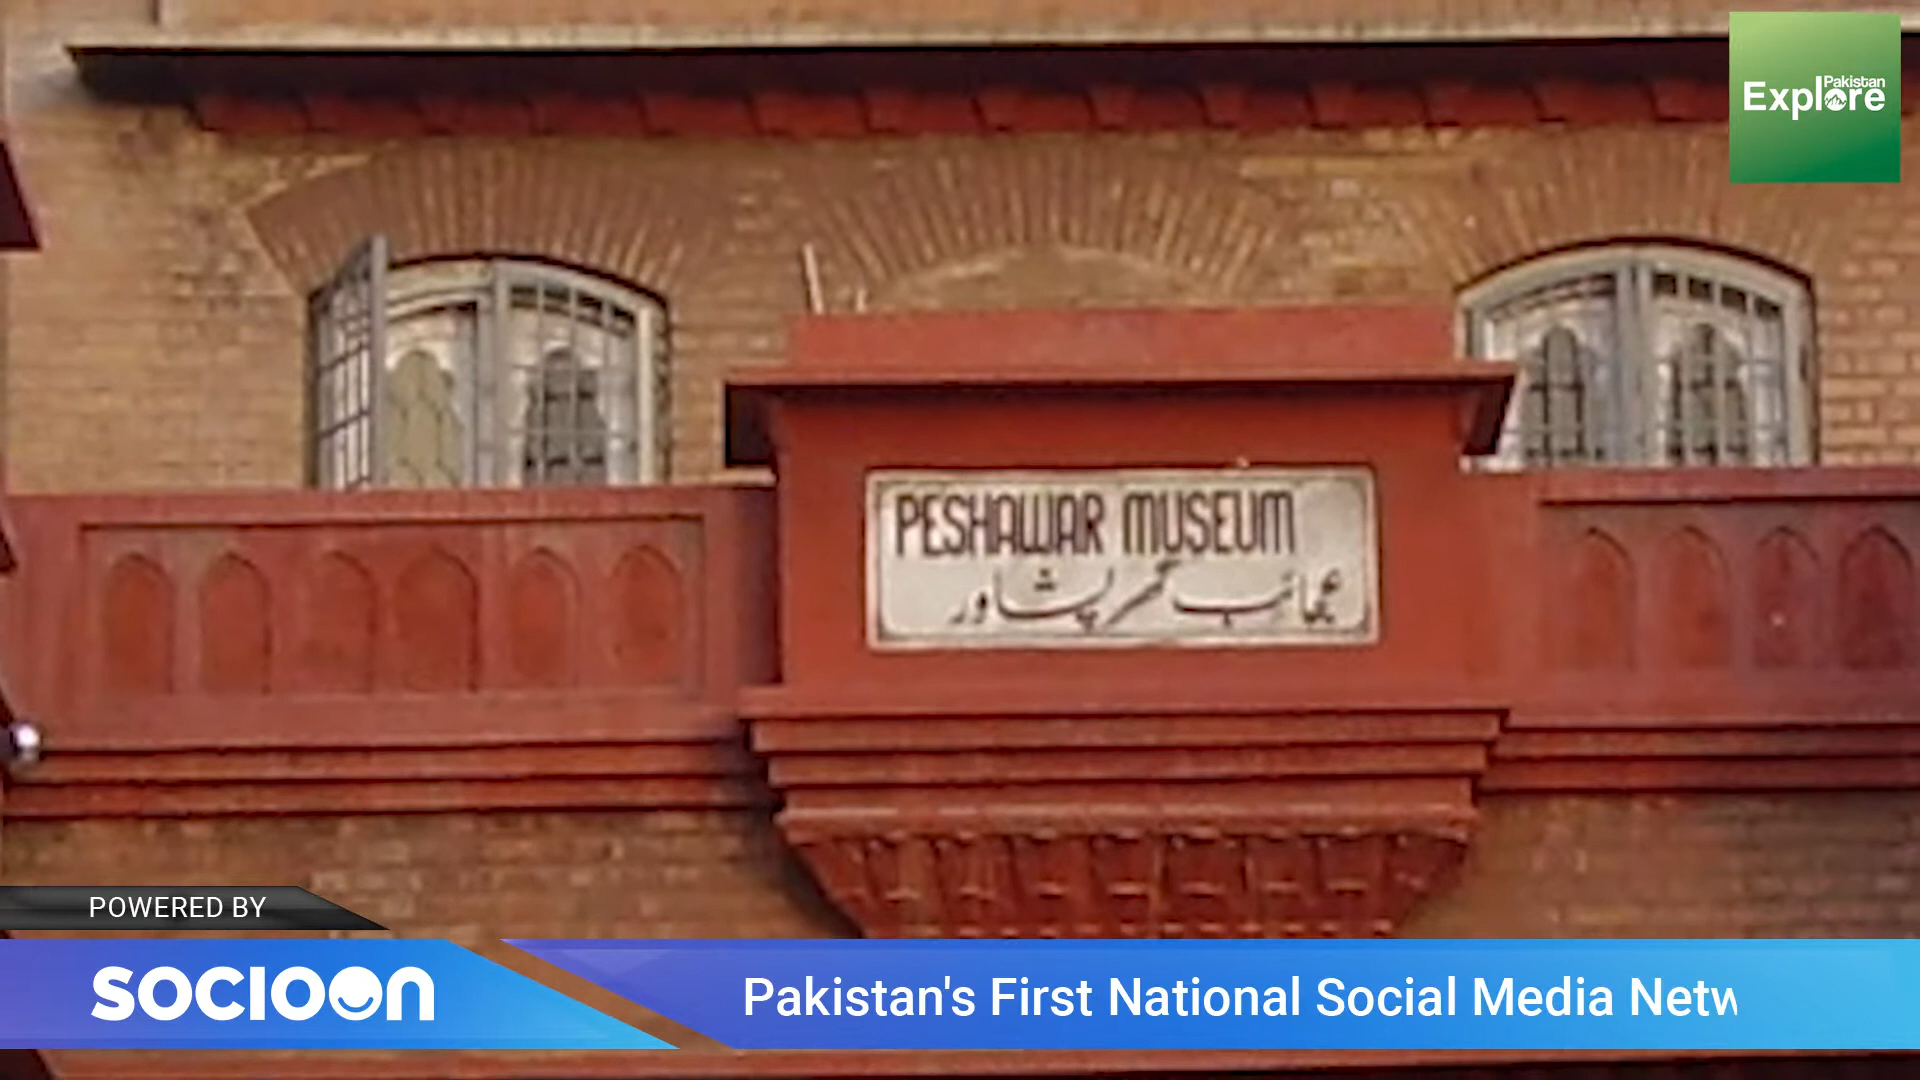 Pakistan
Explore
PESHAWAR MUSEUM
عجائب گھر پشاور
POWERED BY
SOCIOON
Pakistan's First National Social Media Netw